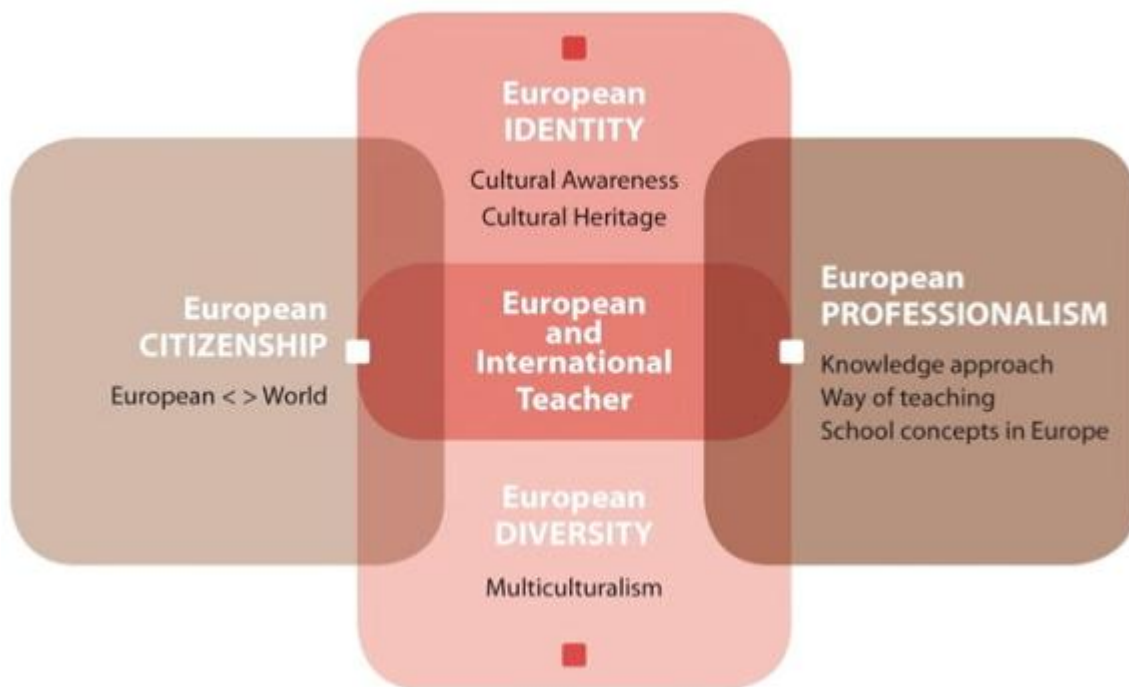 European
IDENTITY
Cultural Awareness
Cultural Heritage
European
CITIZENSHIP
European < > World
European
and
International
Teacher
European
PROFESSIONALISM
Knowledge approach
Way of teaching
School concepts in Europe
European
DIVERSITY
Multiculturalism